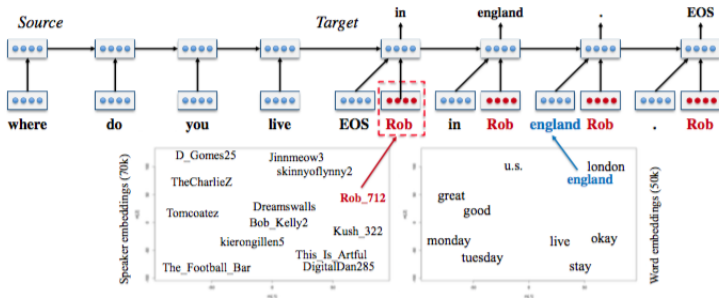 Source Target in england . EOS
where do you live EOS Rob in Rob england Rob . Rob
Speaker embeddings (70k)
D_Gomes25
Jinnmeow3
skinnyoflynny2
TheCharlieZ
Rob_712
Dreamswalls
Tomcoatez
Bob_Kelly2
Kush_322
kierongillen5
This_Is_Artful
The_Football_Bar
DigitalDan285
u.s.
london
england
great
good
monday
live
okay
tuesday
stay
Word embeddings (50k)